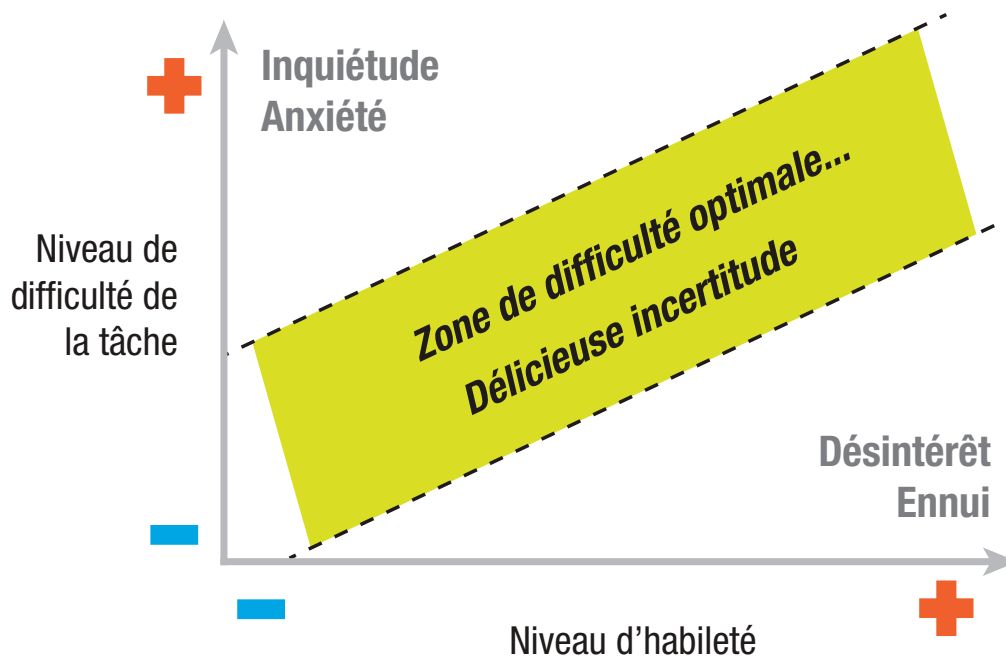 Inquiétude
Anxiété
Niveau de
difficulté de
la tâche
Zone de difficulté optimale...
Délicieuse incertitude
Désintérêt
Ennui
Niveau d’habileté